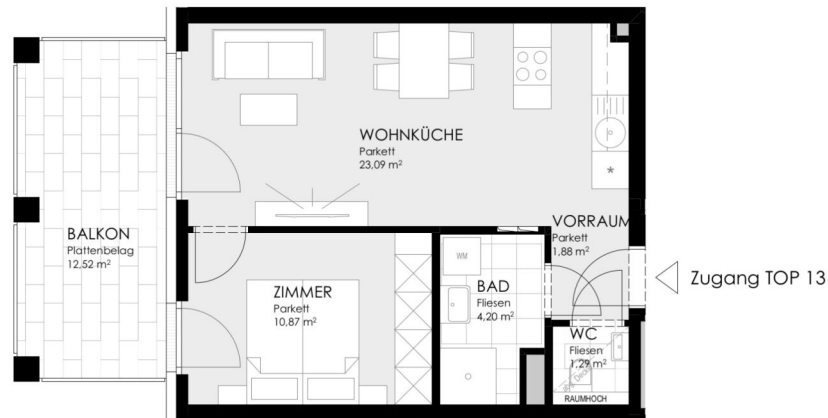 WOHNKÜCHE
Parkett
23,09 m²
BALKON
Plattenbelag
12,52 m²
VORRAUM
Parkett
1,88 m²
Zugang TOP 13
WM
BAD
Fliesen
4,20 m²
ZIMMER
Parkett
10,87 m²
WC
Fliesen
1,29 m²
RAUMHOCH